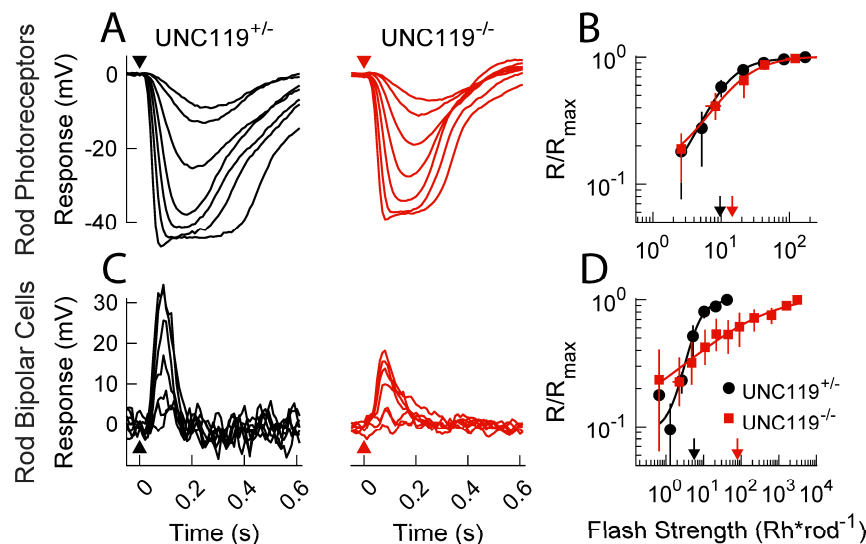 A
UNC119+/-
UNC119-/-
B
Rod Photoreceptors
Response (mV)
0
-20
-40
R/Rmax
10^0
10^-1
10^0
10^1
10^2
C
D
Rod Bipolar Cells
Response (mV)
30
20
10
0
0
0.2
0.4
0.6
Time (s)
0
0.2
0.4
0.6
Time (s)
R/Rmax
10^0
10^-1
UNC119+/-
UNC119-/-
10^0
10^1
10^2
10^3
10^4
Flash Strength (Rh*rod^-1)